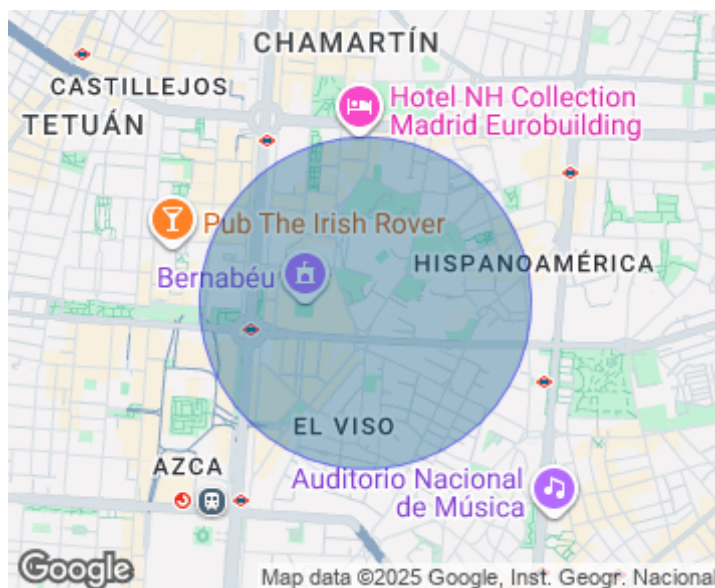 CHAMARTÍN
CASTILLEJOS
TETUÁN
Hotel NH Collection
Madrid Eurobuilding
Pub The Irish Rover
Bernabéu
HISPANOAMÉRICA
EL VISO
AZCA
Auditorio Nacional
de Música
Google
Map data ©2025 Google, Inst. Geogr. Nacional